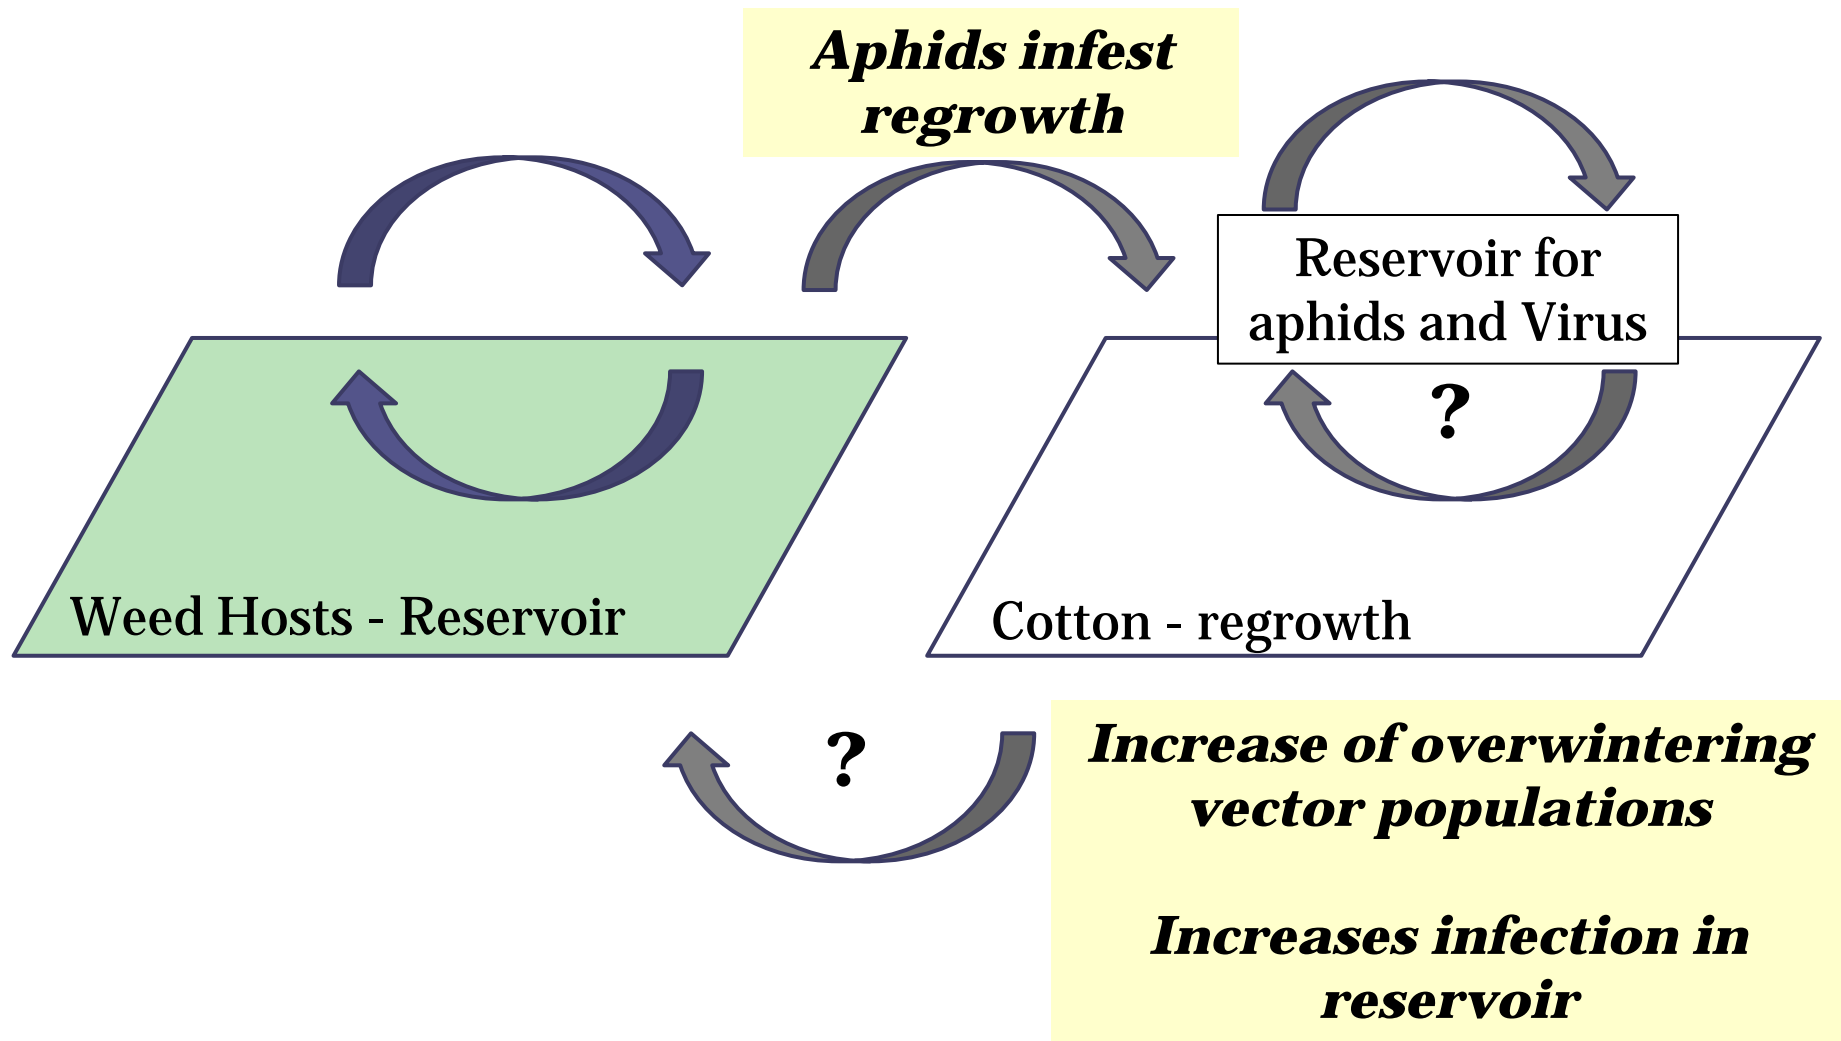 Aphids infest
regrowth
Reservoir for
aphids and Virus
?
Weed Hosts - Reservoir
Cotton - regrowth
?
Increase of overwintering
vector populations
Increases infection in
reservoir